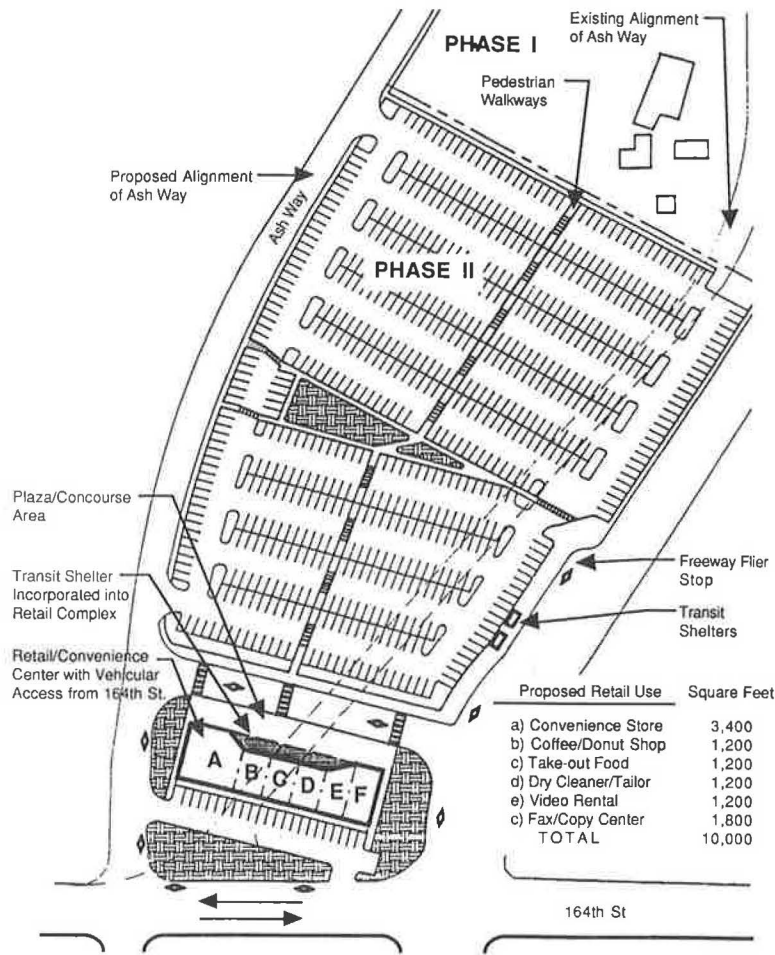 Existing Alignment
of Ash Way
PHASE I
Pedestrian
Walkways
Proposed Alignment
of Ash Way
Ash Way
PHASE II
Plaza/Concourse
Area
Transit Shelter
Incorporated into
Retail Complex
Retail/Convenience
Center with Vehicular
Access from 164th St.
Freeway Flier
Stop
Transit
Shelters
A B C D E F
Proposed Retail Use Square Feet
a) Convenience Store 3,400
b) Coffee/Donut Shop 1,200
c) Take-out Food 1,200
d) Dry Cleaner/Tailor 1,200
e) Video Rental 1,200
c) Fax/Copy Center 1,800
TOTAL 10,000
164th St